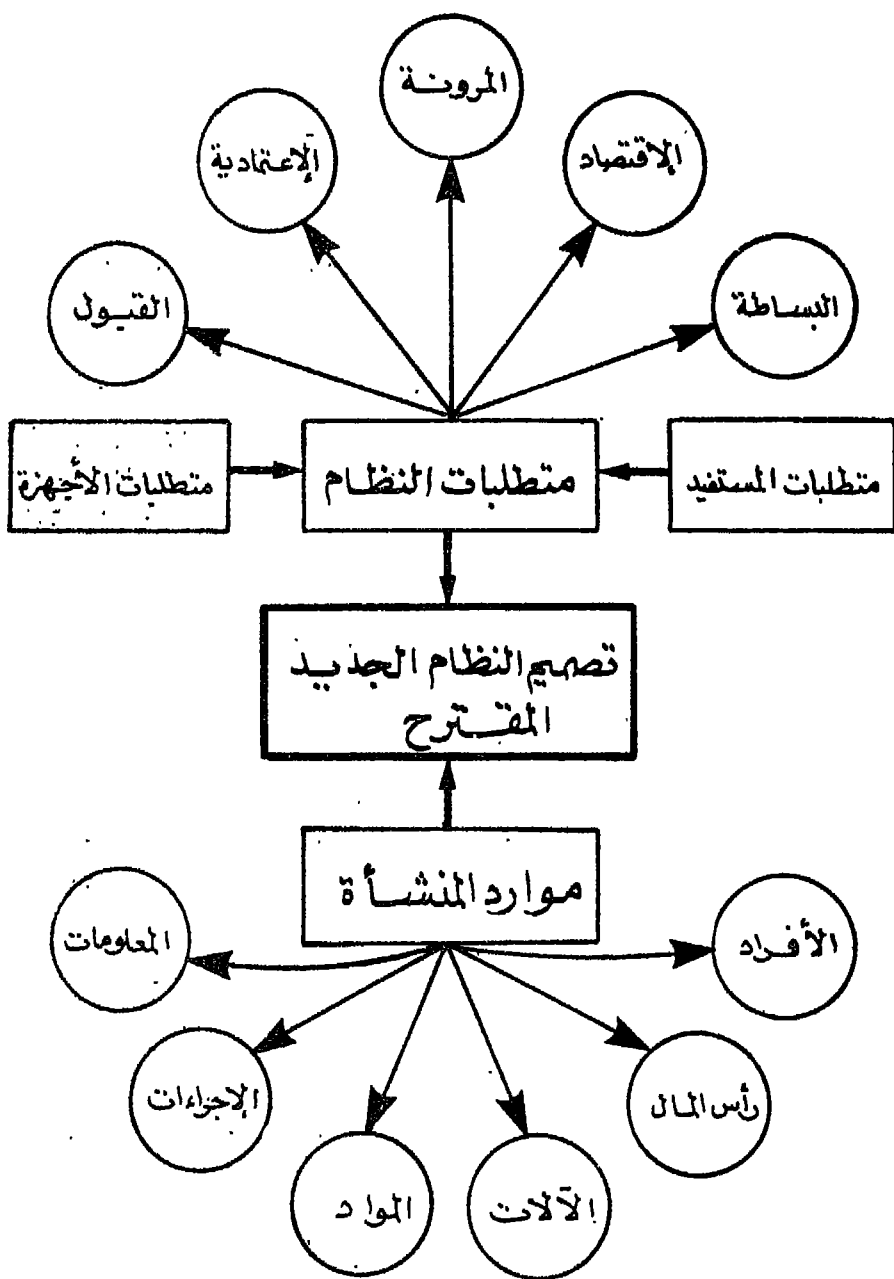 المرونة
الاقتصاد
الإعتمادية
البساطة
القبول
متطلبات المستفيد
متطلبات النظام
متطلبات الأجهزة
تصميم النظام الجديد
المقترح
موارد المنشأة
الأفراد
المعلومات
رأس المال
الإجراءات
الآلات
المواد